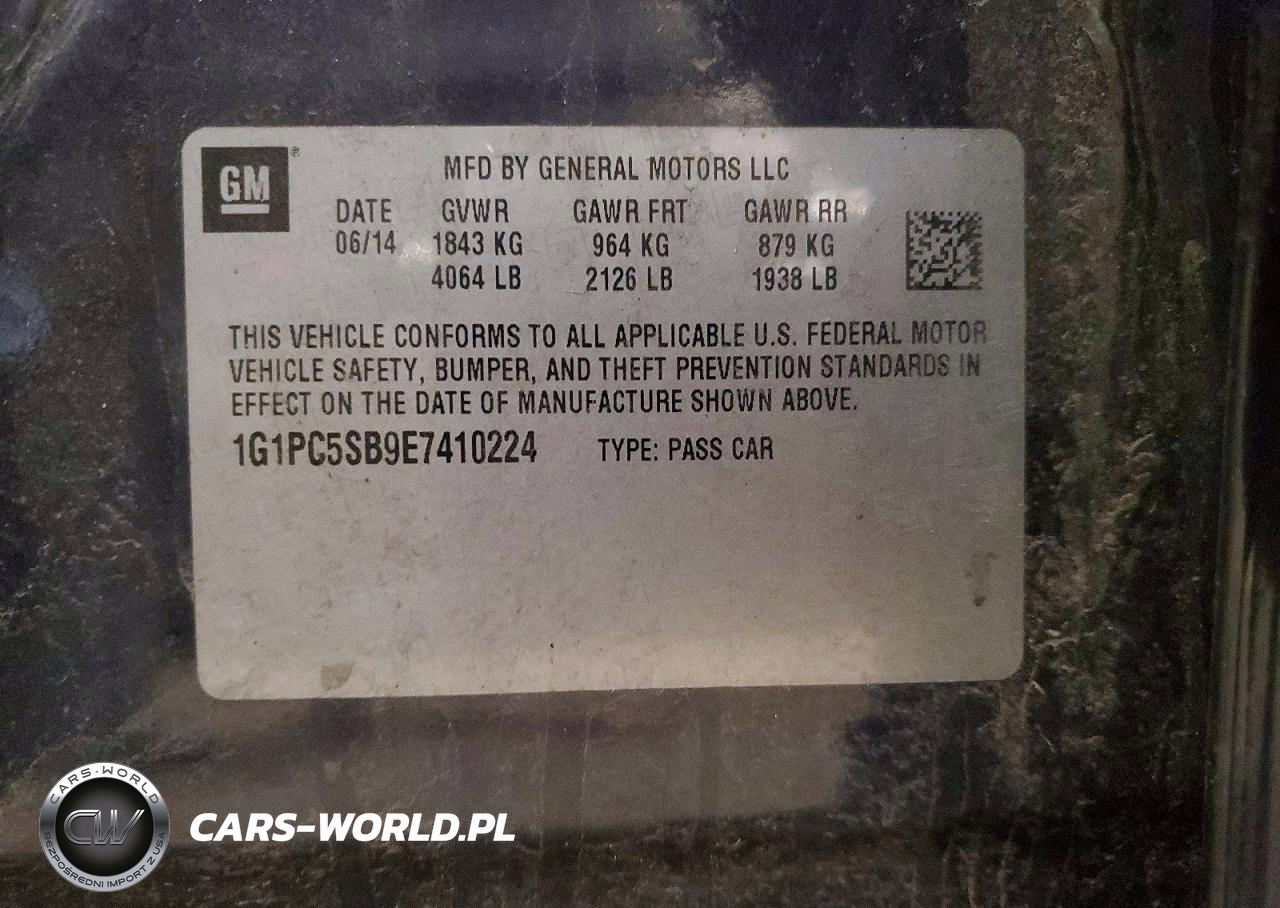 GM
MFD BY GENERAL MOTORS LLC
DATE GVWR GAWR FRT GAWR RR
06/14 1843 KG 964 KG 879 KG
4064 LB 2126 LB 1938 LB
THIS VEHICLE CONFORMS TO ALL APPLICABLE U.S. FEDERAL MOTOR
VEHICLE SAFETY, BUMPER, AND THEFT PREVENTION STANDARDS IN
EFFECT ON THE DATE OF MANUFACTURE SHOWN ABOVE.
1G1PC5SB9E7410224 TYPE: PASS CAR
CARS-WORLD
CW
BEZPOŚREDNI IMPORT Z USA
CARS-WORLD.PL